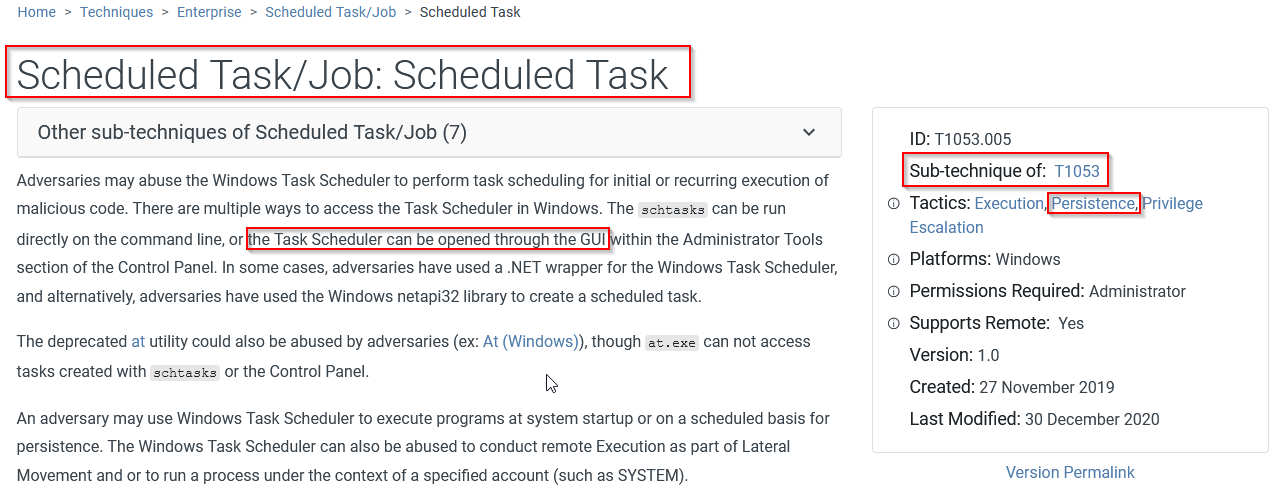 Home > Techniques > Enterprise > Scheduled Task/Job > Scheduled Task
Scheduled Task/Job: Scheduled Task
Other sub-techniques of Scheduled Task/Job (7)
Adversaries may abuse the Windows Task Scheduler to perform task scheduling for initial or recurring execution of
malicious code. There are multiple ways to access the Task Scheduler in Windows. The schtasks can be run
directly on the command line, or the Task Scheduler can be opened through the GUI within the Administrator Tools
section of the Control Panel. In some cases, adversaries have used a .NET wrapper for the Windows Task Scheduler,
and alternatively, adversaries have used the Windows netapi32 library to create a scheduled task.
The deprecated at utility could also be abused by adversaries (ex: At (Windows)), though at.exe can not access
tasks created with schtasks or the Control Panel.
An adversary may use Windows Task Scheduler to execute programs at system startup or on a scheduled basis for
persistence. The Windows Task Scheduler can also be abused to conduct remote Execution as part of Lateral
Movement and or to run a process under the context of a specified account (such as SYSTEM).
ID: T1053.005
Sub-technique of: T1053
Tactics: Execution, Persistence, Privilege
Escalation
Platforms: Windows
Permissions Required: Administrator
Supports Remote: Yes
Version: 1.0
Created: 27 November 2019
Last Modified: 30 December 2020
Version Permalink